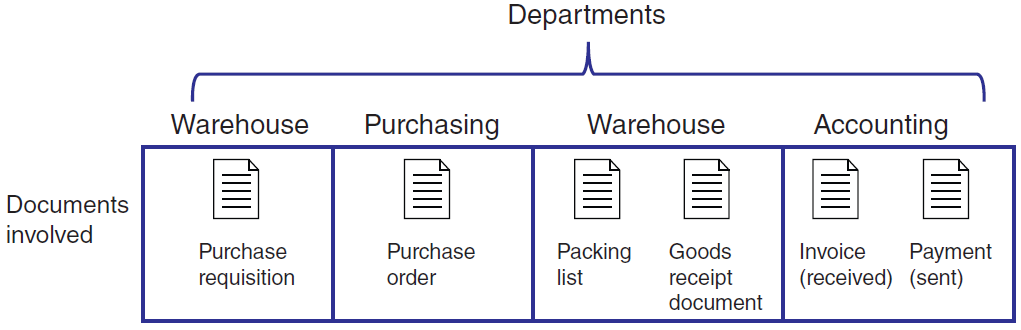 Departments
Warehouse
Purchasing
Warehouse
Accounting
Documents
involved
Purchase
requisition
Purchase
order
Packing
list
Goods
receipt
document
Invoice
(received)
Payment
(sent)